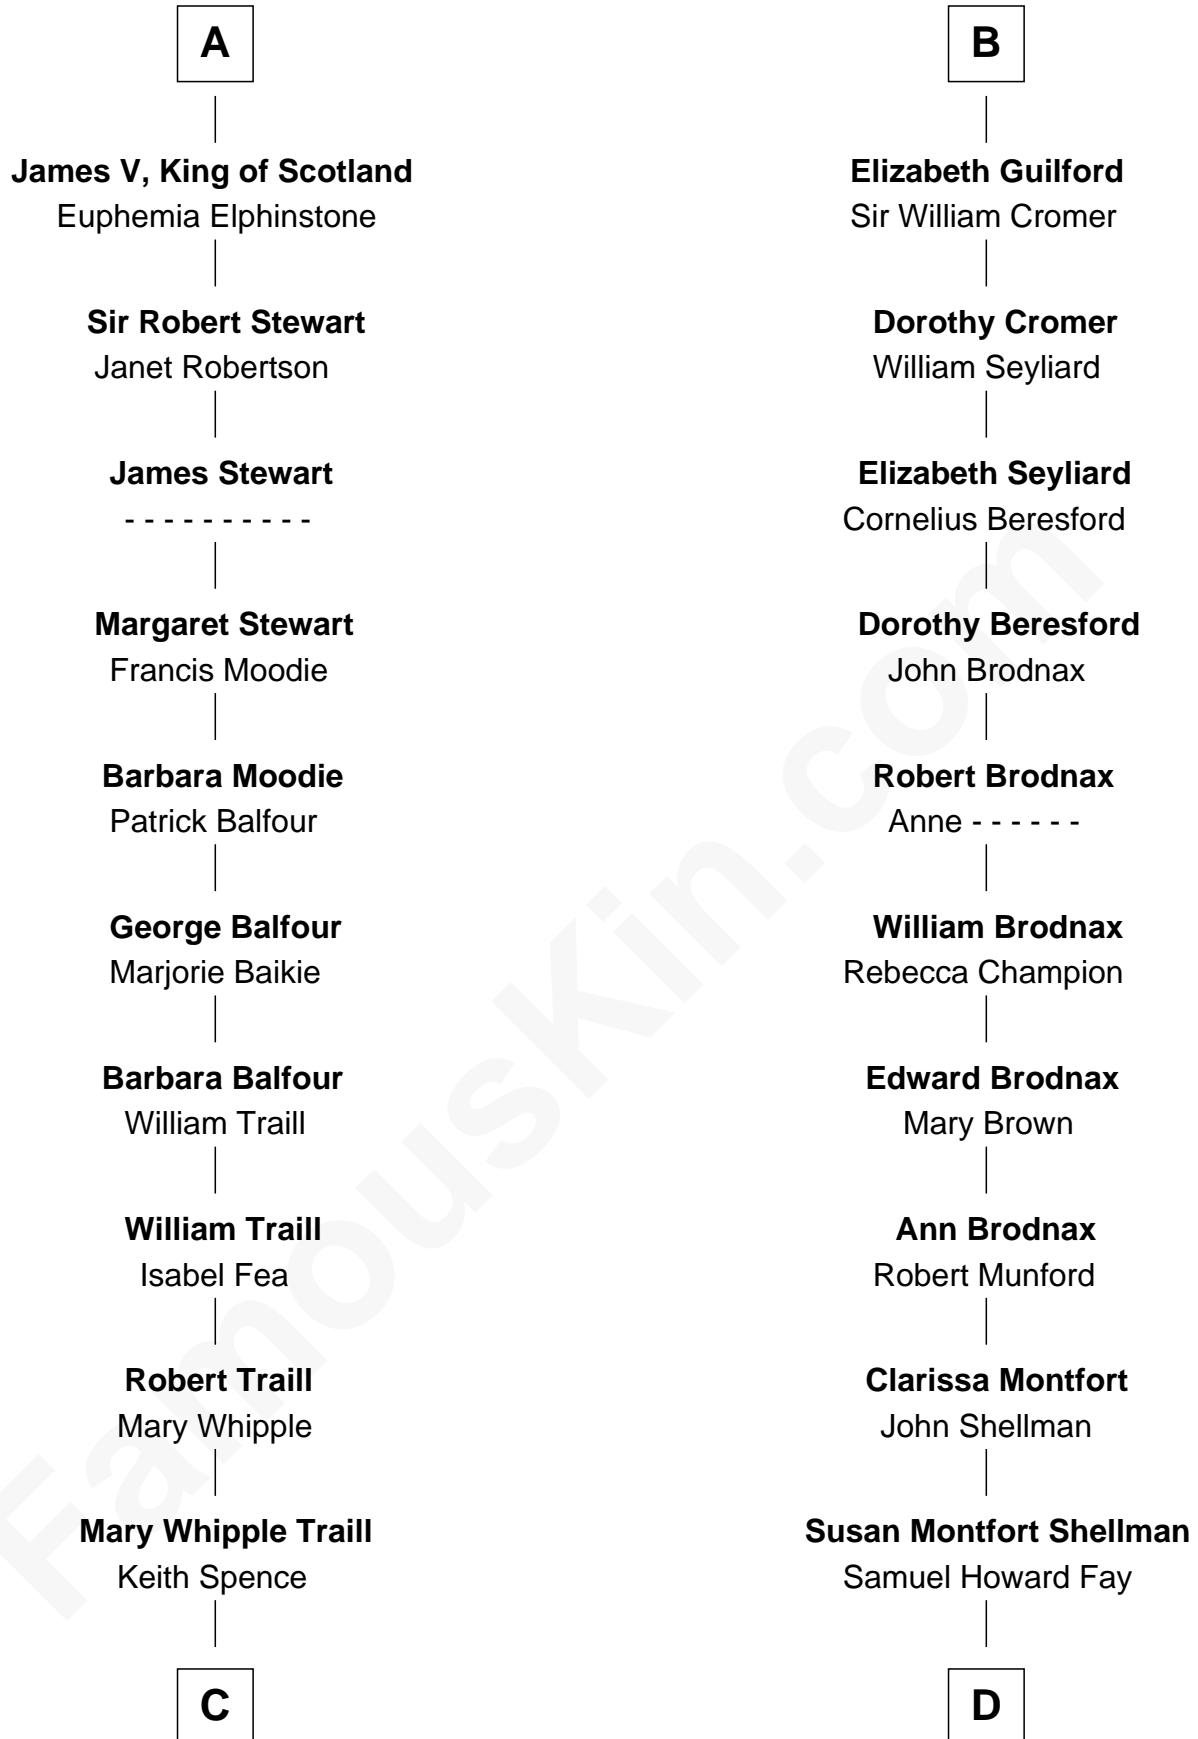 A
James V, King of Scotland
Euphemia Elphinstone
Sir Robert Stewart
Janet Robertson
James Stewart
- - - - - - - - - -
Margaret Stewart
Francis Moodie
Barbara Moodie
Patrick Balfour
George Balfour
Marjorie Baikie
Barbara Balfour
William Traill
William Traill
Isabel Fea
Robert Traill
Mary Whipple
Mary Whipple Traill
Keith Spence
C
B
Elizabeth Guilford
Sir William Cromer
Dorothy Cromer
William Seyliard
Elizabeth Seyliard
Cornelius Beresford
Dorothy Beresford
John Brodnax
Robert Brodnax
Anne - - - - - -
William Brodnax
Rebecca Champion
Edward Brodnax
Mary Brown
Ann Brodnax
Robert Munford
Clarissa Montfort
John Shellman
Susan Montfort Shellman
Samuel Howard Fay
D
FamousKin.com